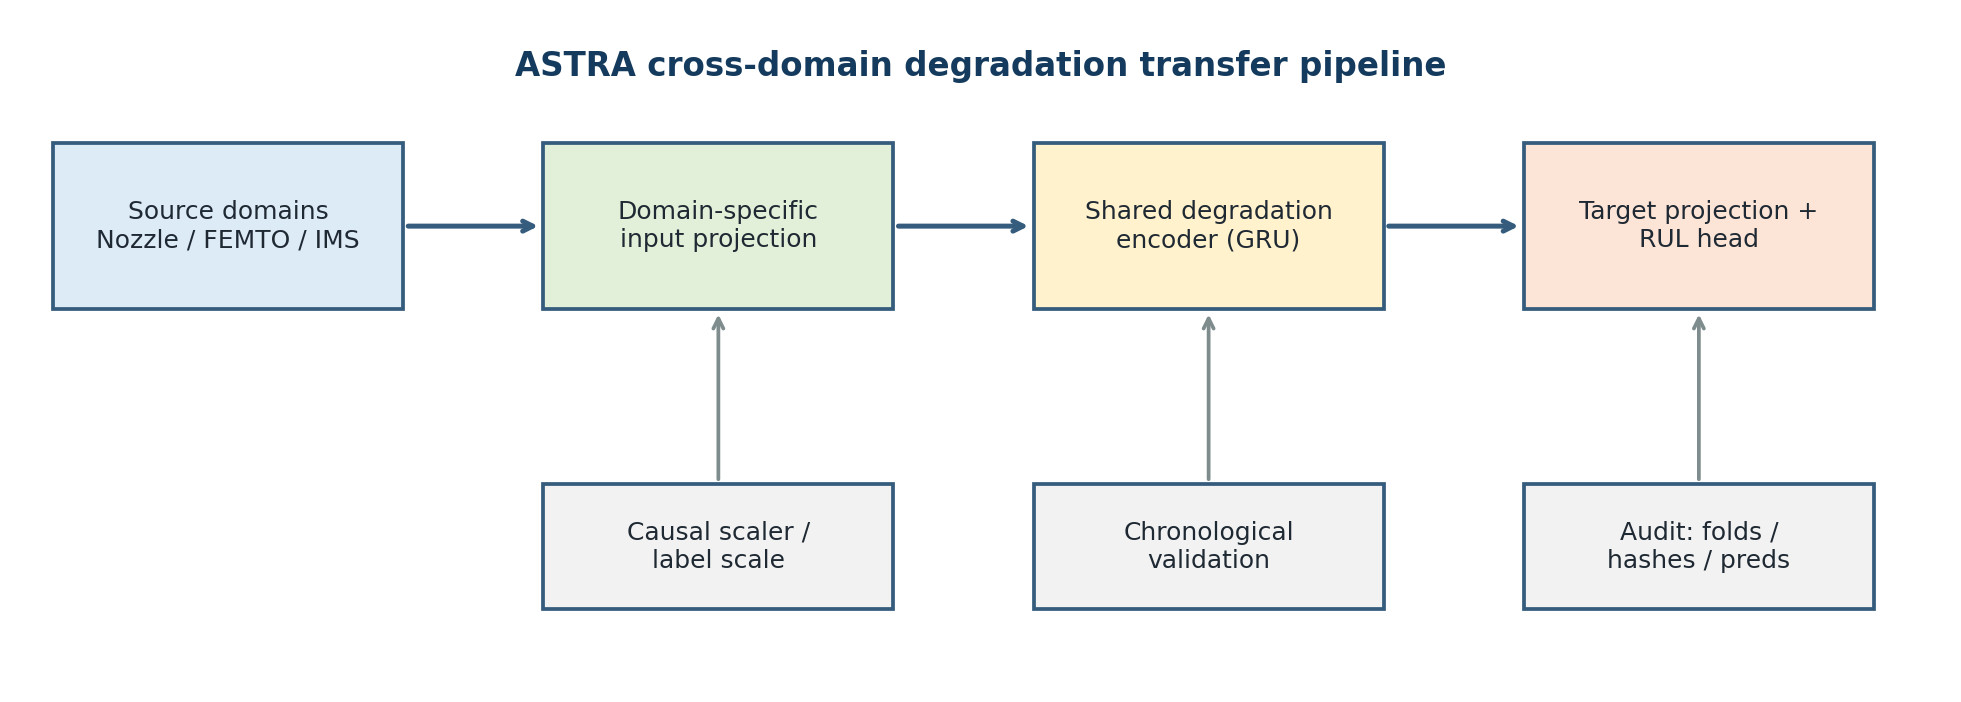 ASTRA cross-domain degradation transfer pipeline
Source domains
Nozzle / FEMTO / IMS
Domain-specific
input projection
Shared degradation
encoder (GRU)
Target projection +
RUL head
Causal scaler /
label scale
Chronological
validation
Audit: folds /
hashes / preds